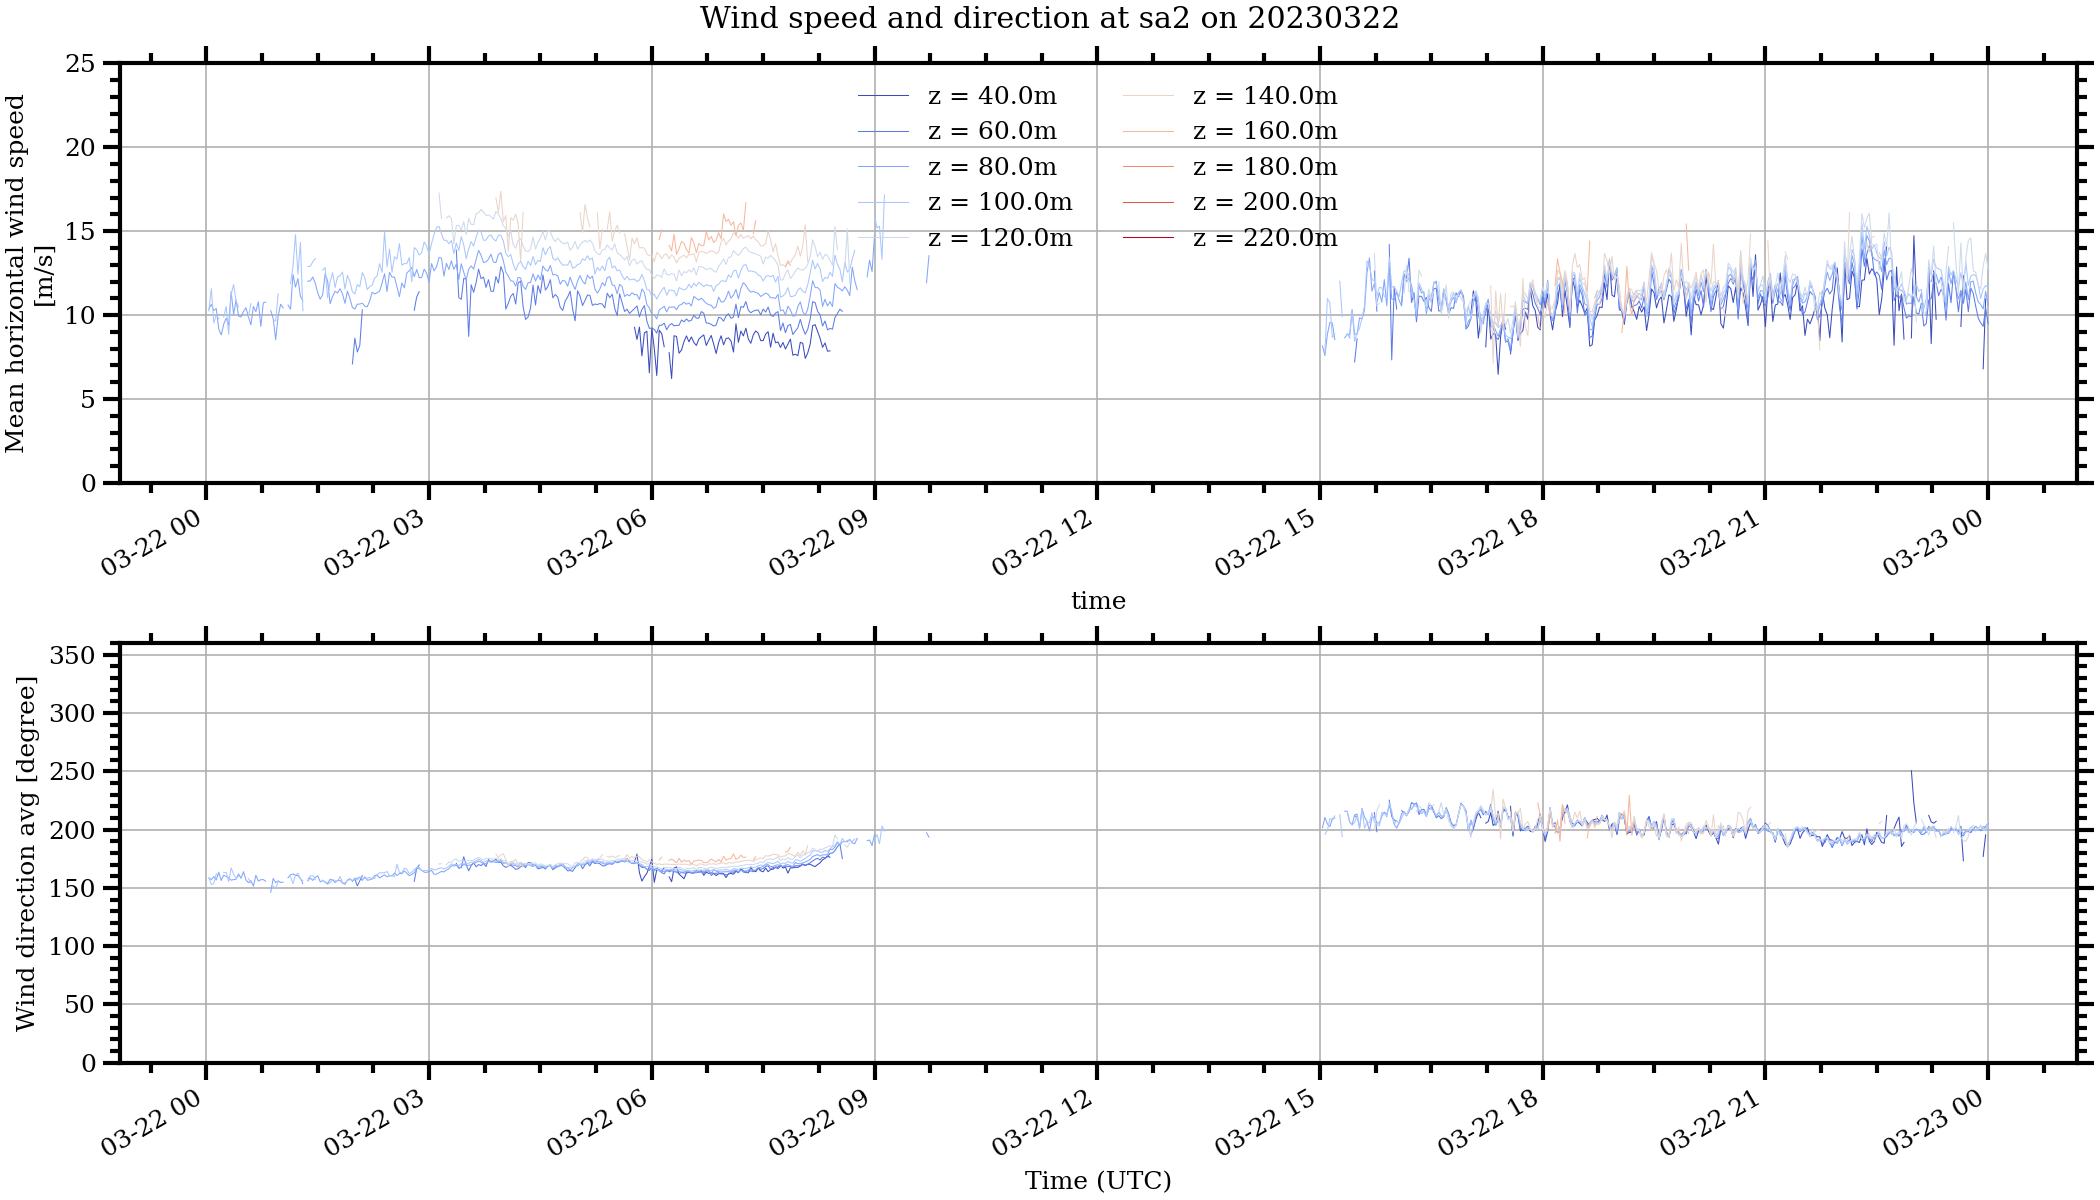 Wind speed and direction at sa2 on 20230322
Mean horizontal wind speed
[m/s]
25
20
15
10
5
0
z = 40.0m
z = 60.0m
z = 80.0m
z = 100.0m
z = 120.0m
z = 140.0m
z = 160.0m
z = 180.0m
z = 200.0m
z = 220.0m
03-22 00
03-22 03
03-22 06
03-22 09
03-22 12
03-22 15
03-22 18
03-22 21
03-23 00
time
Wind direction avg [degree]
350
300
250
200
150
100
50
0
03-22 00
03-22 03
03-22 06
03-22 09
03-22 12
03-22 15
03-22 18
03-22 21
03-23 00
Time (UTC)